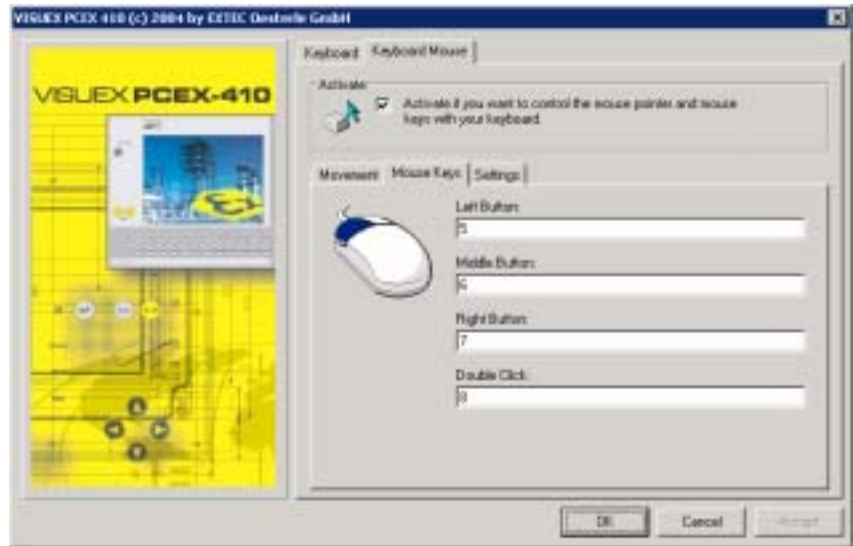 VISUEX PCEX 410 (c) 2004 by EXTEC Oesterle GmbH
VISUEX PCEX-410
Keyboard
Keyboard Mouse
Activate
Activate if you want to control the mouse pointer and mouse
keys with your keyboard.
Movement
Mouse Keys
Settings
Left Button:
5
Middle Button:
6
Right Button:
7
Double Click:
8
OK
Cancel
Accept